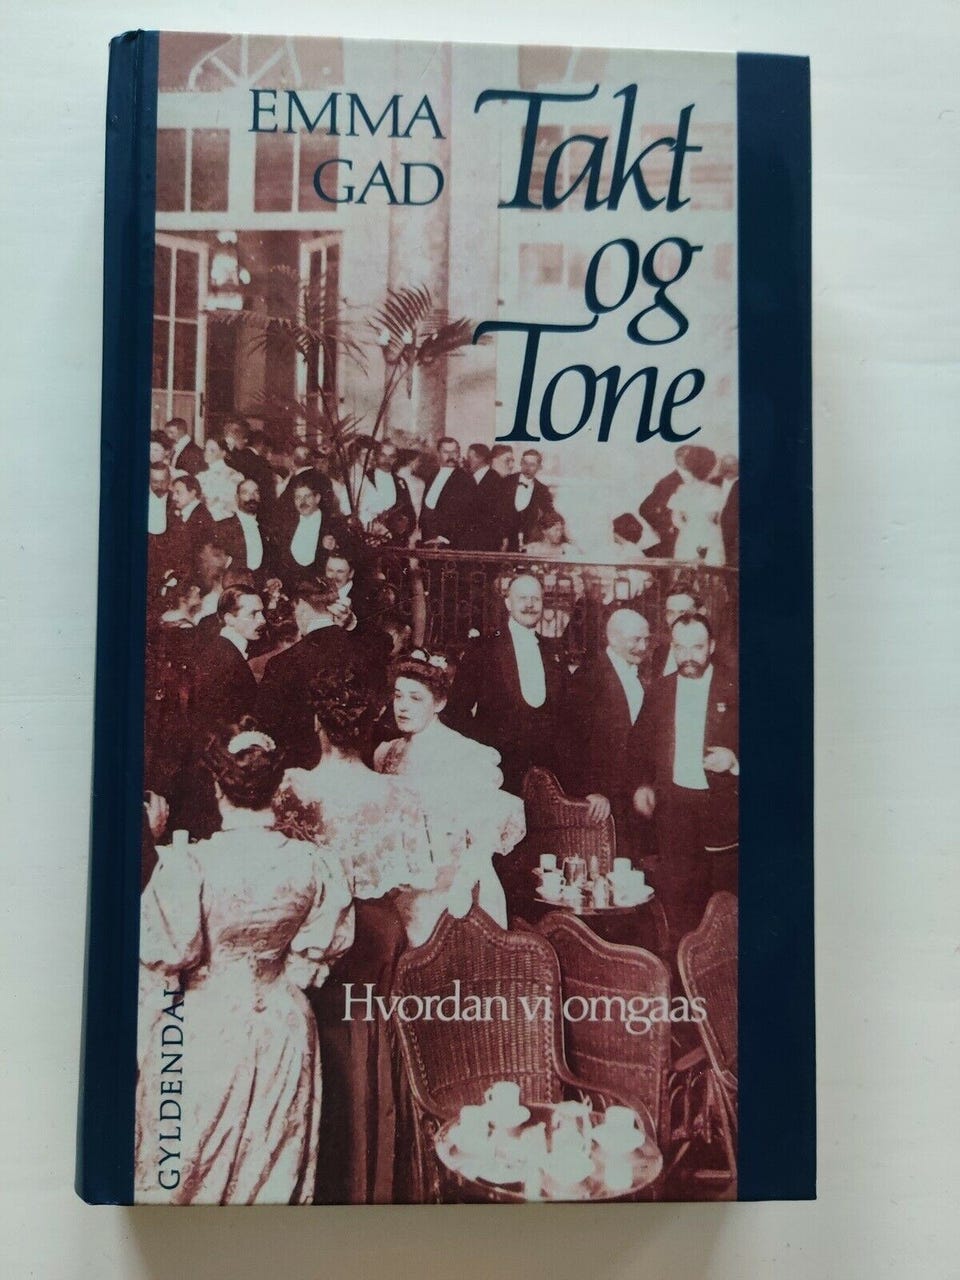 EMMA
GAD
Takt
og
Tone
Hvordan vi omgaas
GYLDENDAL